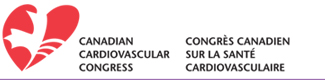 CANADIAN
CARDIOVASCULAR
CONGRESS
CONGRÈS CANADIEN
SUR LA SANTÉ
CARDIOVASCULAIRE